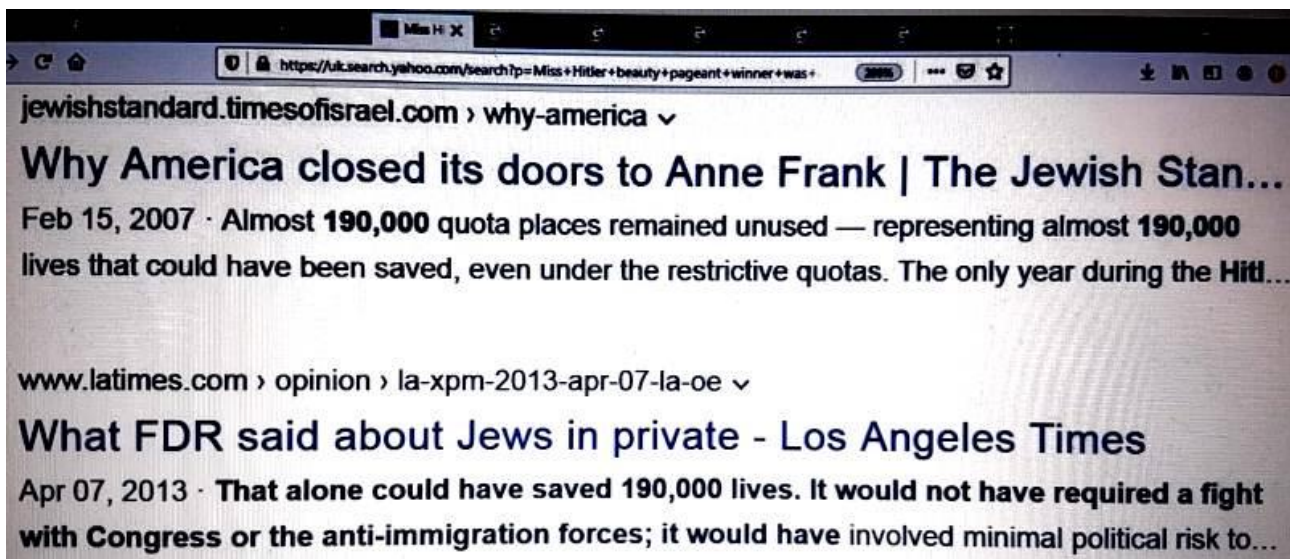 Miss Hi
https://uk.search.yahoo.com/search?p=Miss+Hitler+beauty+pageant+winner+was+
jewishstandard.timesofisrael.com › why-america
Why America closed its doors to Anne Frank | The Jewish Stan...
Feb 15, 2007 · Almost 190,000 quota places remained unused — representing almost 190,000
lives that could have been saved, even under the restrictive quotas. The only year during the Hitl...
www.latimes.com › opinion › la-xpm-2013-apr-07-la-oe
What FDR said about Jews in private - Los Angeles Times
Apr 07, 2013 · That alone could have saved 190,000 lives. It would not have required a fight
with Congress or the anti-immigration forces; it would have involved minimal political risk to...